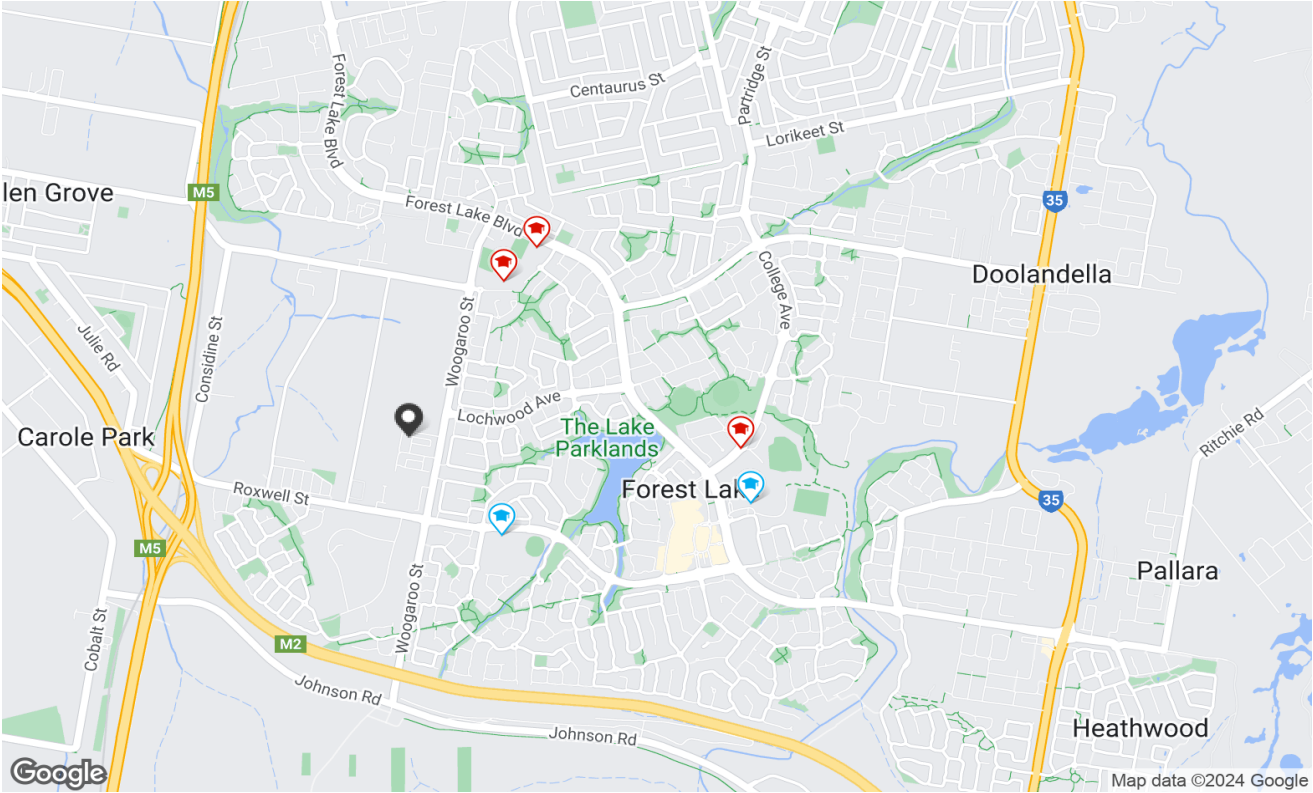 Centaurus St
Partridge St
Forest Lake Blvd
Lorikeet St
len Grove
M5
Forest Lake Blvd
35
College Ave
Doolandella
Julie Rd
Considine St
Woogaroo St
Lochwood Ave
The Lake
Parklands
Carole Park
Ritchie Rd
Roxwell St
Forest Lake
35
M5
Pallara
Woogaroo St
Cobalt St
M2
Johnson Rd
Johnson Rd
Heathwood
Google
Map data ©2024 Google